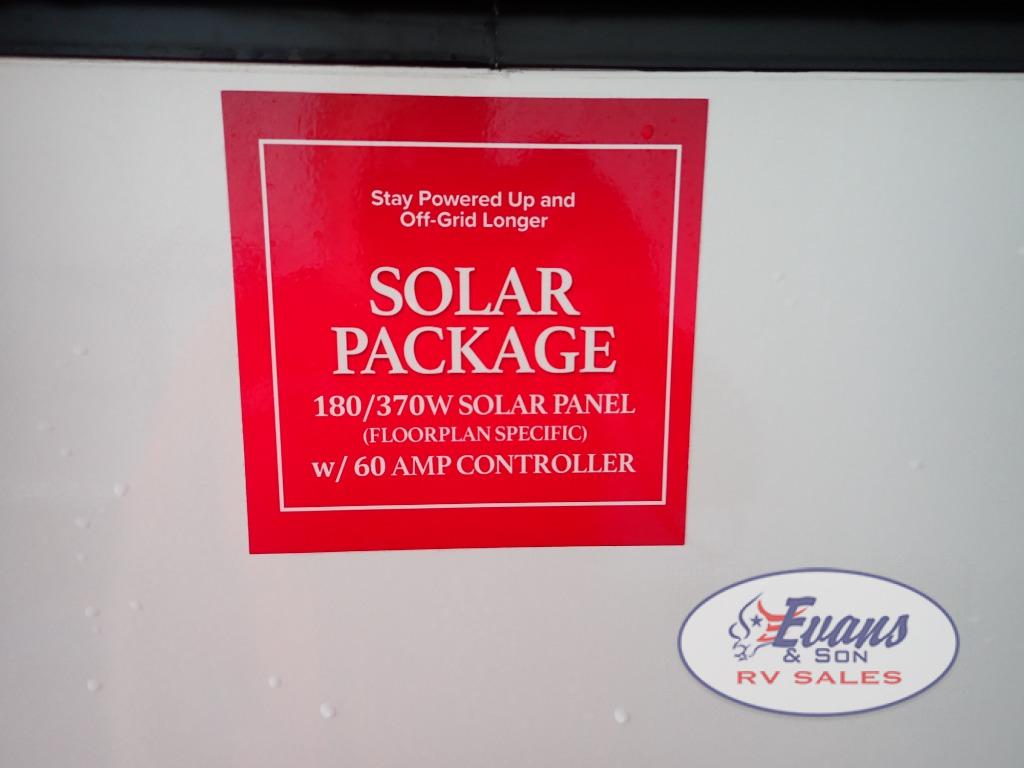 Stay Powered Up and
Off-Grid Longer
SOLAR
PACKAGE
180/370W SOLAR PANEL
(FLOORPLAN SPECIFIC)
w/ 60 AMP CONTROLLER
Evans
& SON
RV SALES